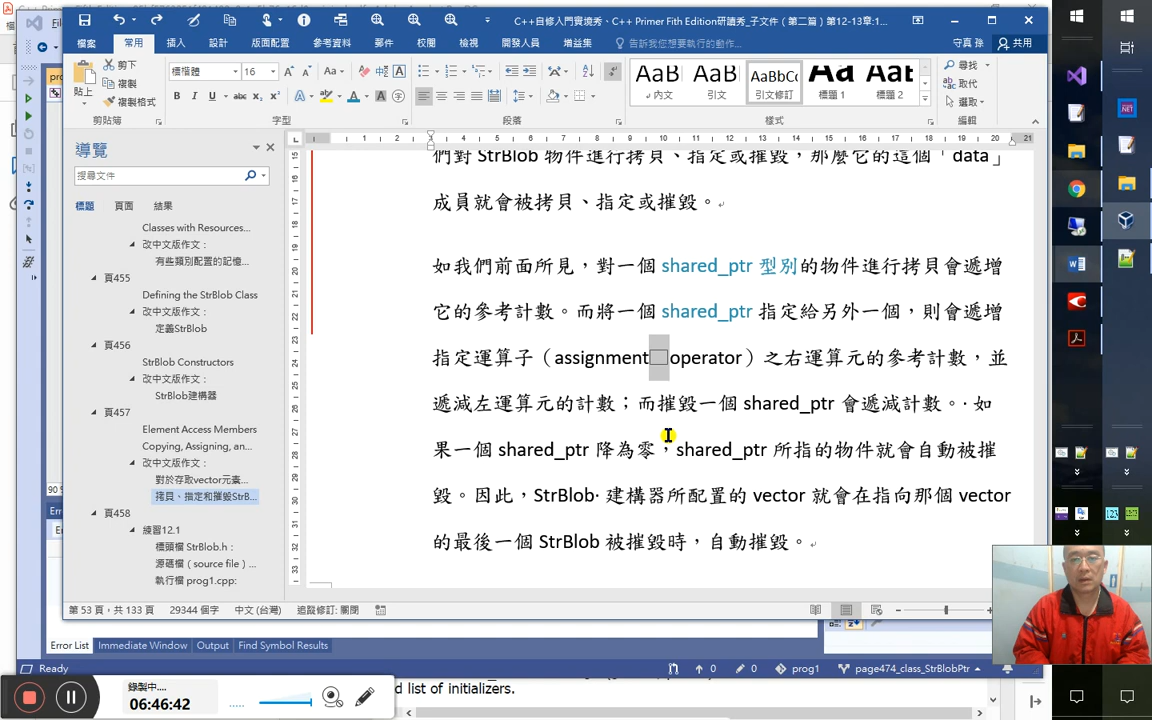 C++自修入門實境秀、C++ Primer Fith Edition研讀秀_子文件（第二篇）第12-13章:1...
檔案 常用 插入 設計 版面配置 參考資料 郵件 校閱 檢視 開發人員 增益集 告訴我您想要執行的動作... 守真 孫 共用
貼上 剪下 複製 複製格式 剪貼簿
標楷體 16
字型
段落
AaBbC AaBbC AaBbCc AaBb AaBb
內文 引文 引文修訂 標題 1 標題 2
樣式
尋找
取代
選取
編輯
導覽
搜尋文件
標題 頁面 結果
Classes with Resources...
改中文版作文：
有些類別配置的記憶...
頁455
Defining the StrBlob Class
改中文版作文：
定義StrBlob
頁456
StrBlob Constructors
改中文版作文：
StrBlob建構器
頁457
Element Access Members
Copying, Assigning, an...
改中文版作文：
對於存取vector元素...
拷貝、指定和摧毀StrB...
頁458
練習12.1
標頭檔 StrBlob.h：
源碼檔（source file）...
執行檔 prog1.cpp:
們對 StrBlob 物件進行拷貝、指定或摧毀，那麼它的這個「data」
成員就會被拷貝、指定或摧毀。
如我們前面所見，對一個 shared_ptr 型別的物件進行拷貝會遞增
它的參考計數。而將一個 shared_ptr 指定給另外一個，則會遞增
指定運算子（assignment operator）之右運算元的參考計數，並
遞減左運算元的計數；而摧毀一個 shared_ptr 會遞減計數。如
果一個 shared_ptr 降為零，shared_ptr 所指的物件就會自動被摧
毀。因此，StrBlob 建構器所配置的 vector 就會在指向那個 vector
的最後一個 StrBlob 被摧毀時，自動摧毀。
第 53 頁，共 133 頁 29344 個字 中文 (台灣) 追蹤修訂: 關閉
Error List Immediate Window Output Find Symbol Results
Ready 0 0 prog1 page474_class_StrBlobPtr
錄製中...
06:46:42
d list of initializers.